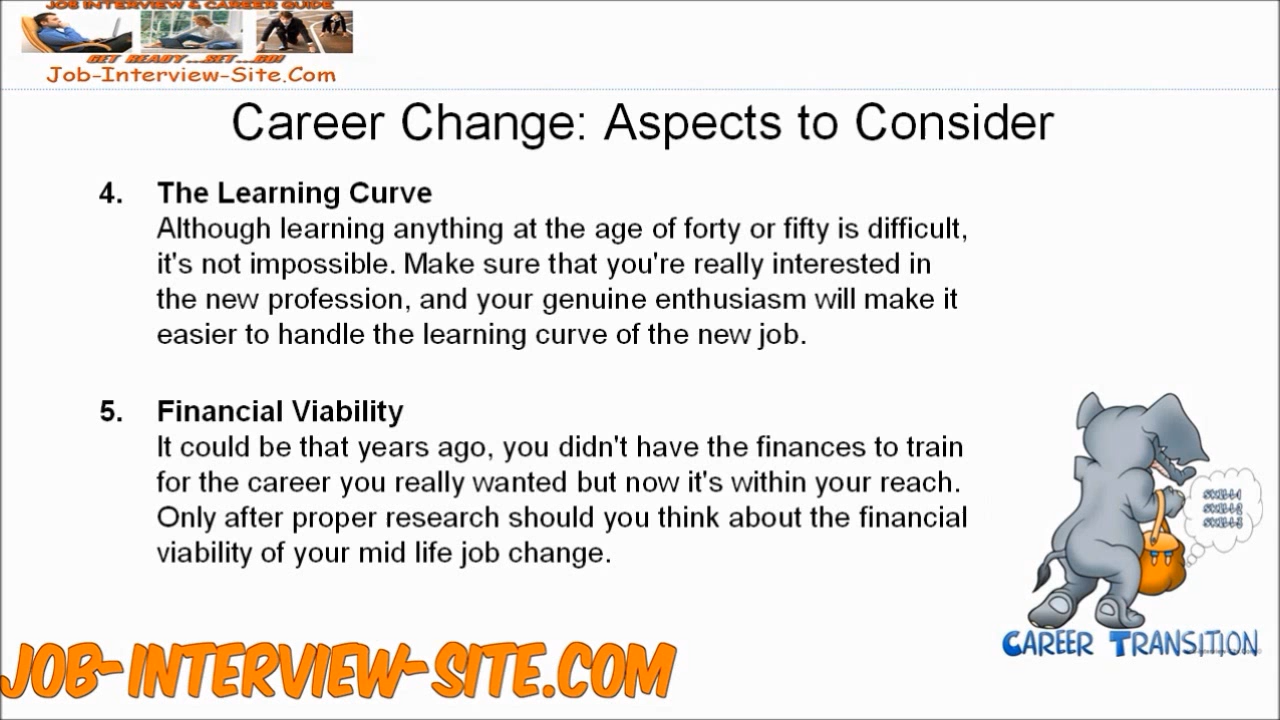 JOB INTERVIEW & CAREER GUIDE
GET READY...SET...GO!
Job-Interview-Site.Com
Career Change: Aspects to Consider
4. The Learning Curve
Although learning anything at the age of forty or fifty is difficult,
it's not impossible. Make sure that you're really interested in
the new profession, and your genuine enthusiasm will make it
easier to handle the learning curve of the new job.
5. Financial Viability
It could be that years ago, you didn't have the finances to train
for the career you really wanted but now it's within your reach.
Only after proper research should you think about the financial
viability of your mid life job change.
SKILL1
SKILL2
SKILL3
CAREER TRANSITION
JOB-INTERVIEW-SITE.COM